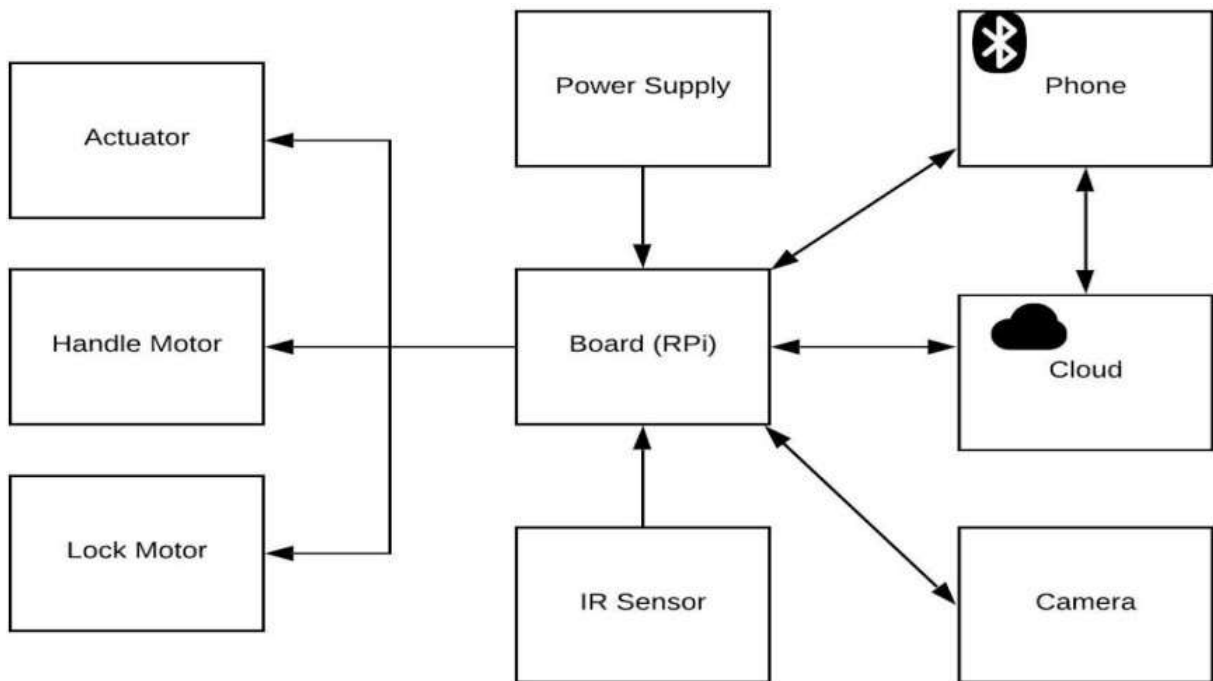 Power Supply
Phone
Actuator
Handle Motor
Board (RPi)
Cloud
Lock Motor
IR Sensor
Camera